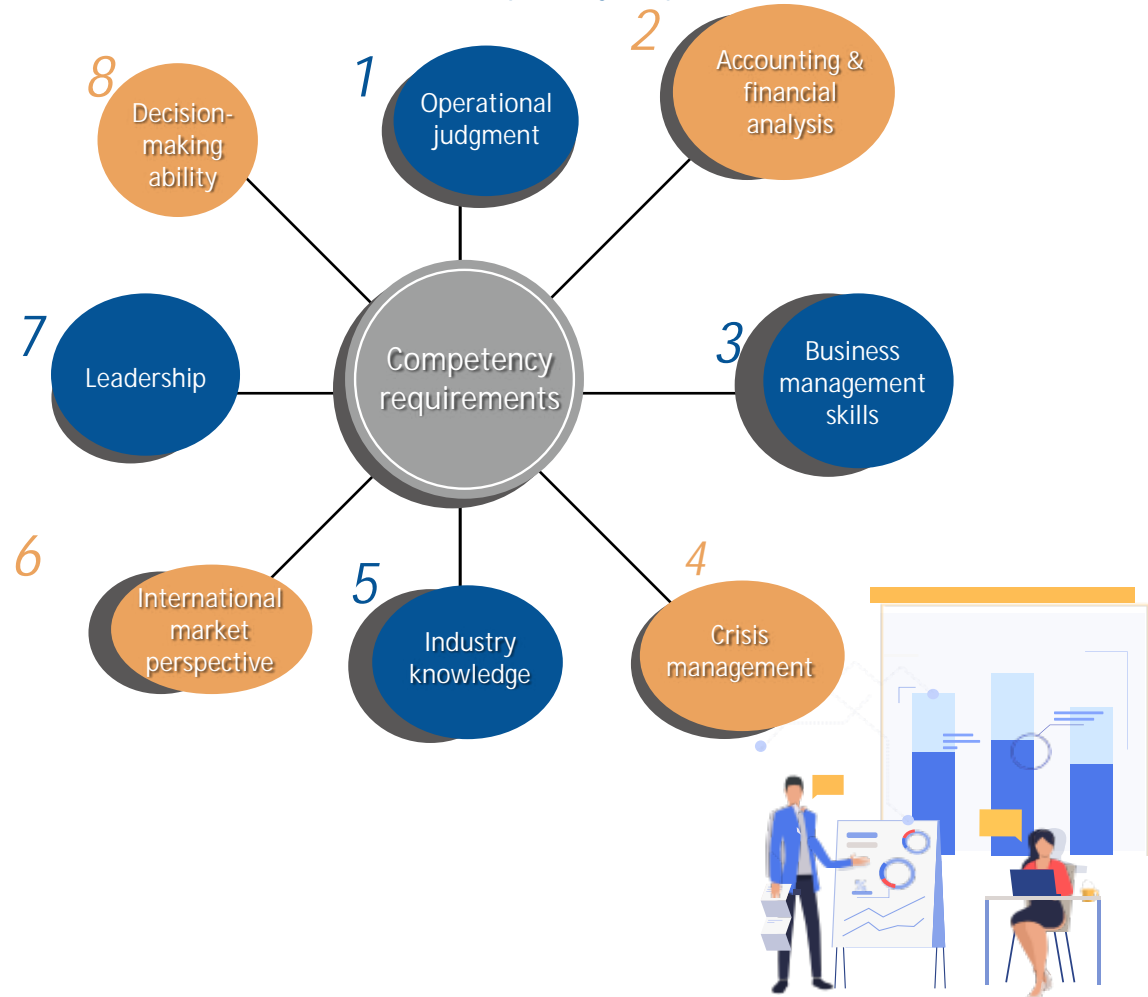 1
Operational
judgment
2
Accounting &
financial
analysis
3
Business
management
skills
4
Crisis
management
5
Industry
knowledge
6
International
market
perspective
7
Leadership
8
Decision-
making
ability
Competency
requirements